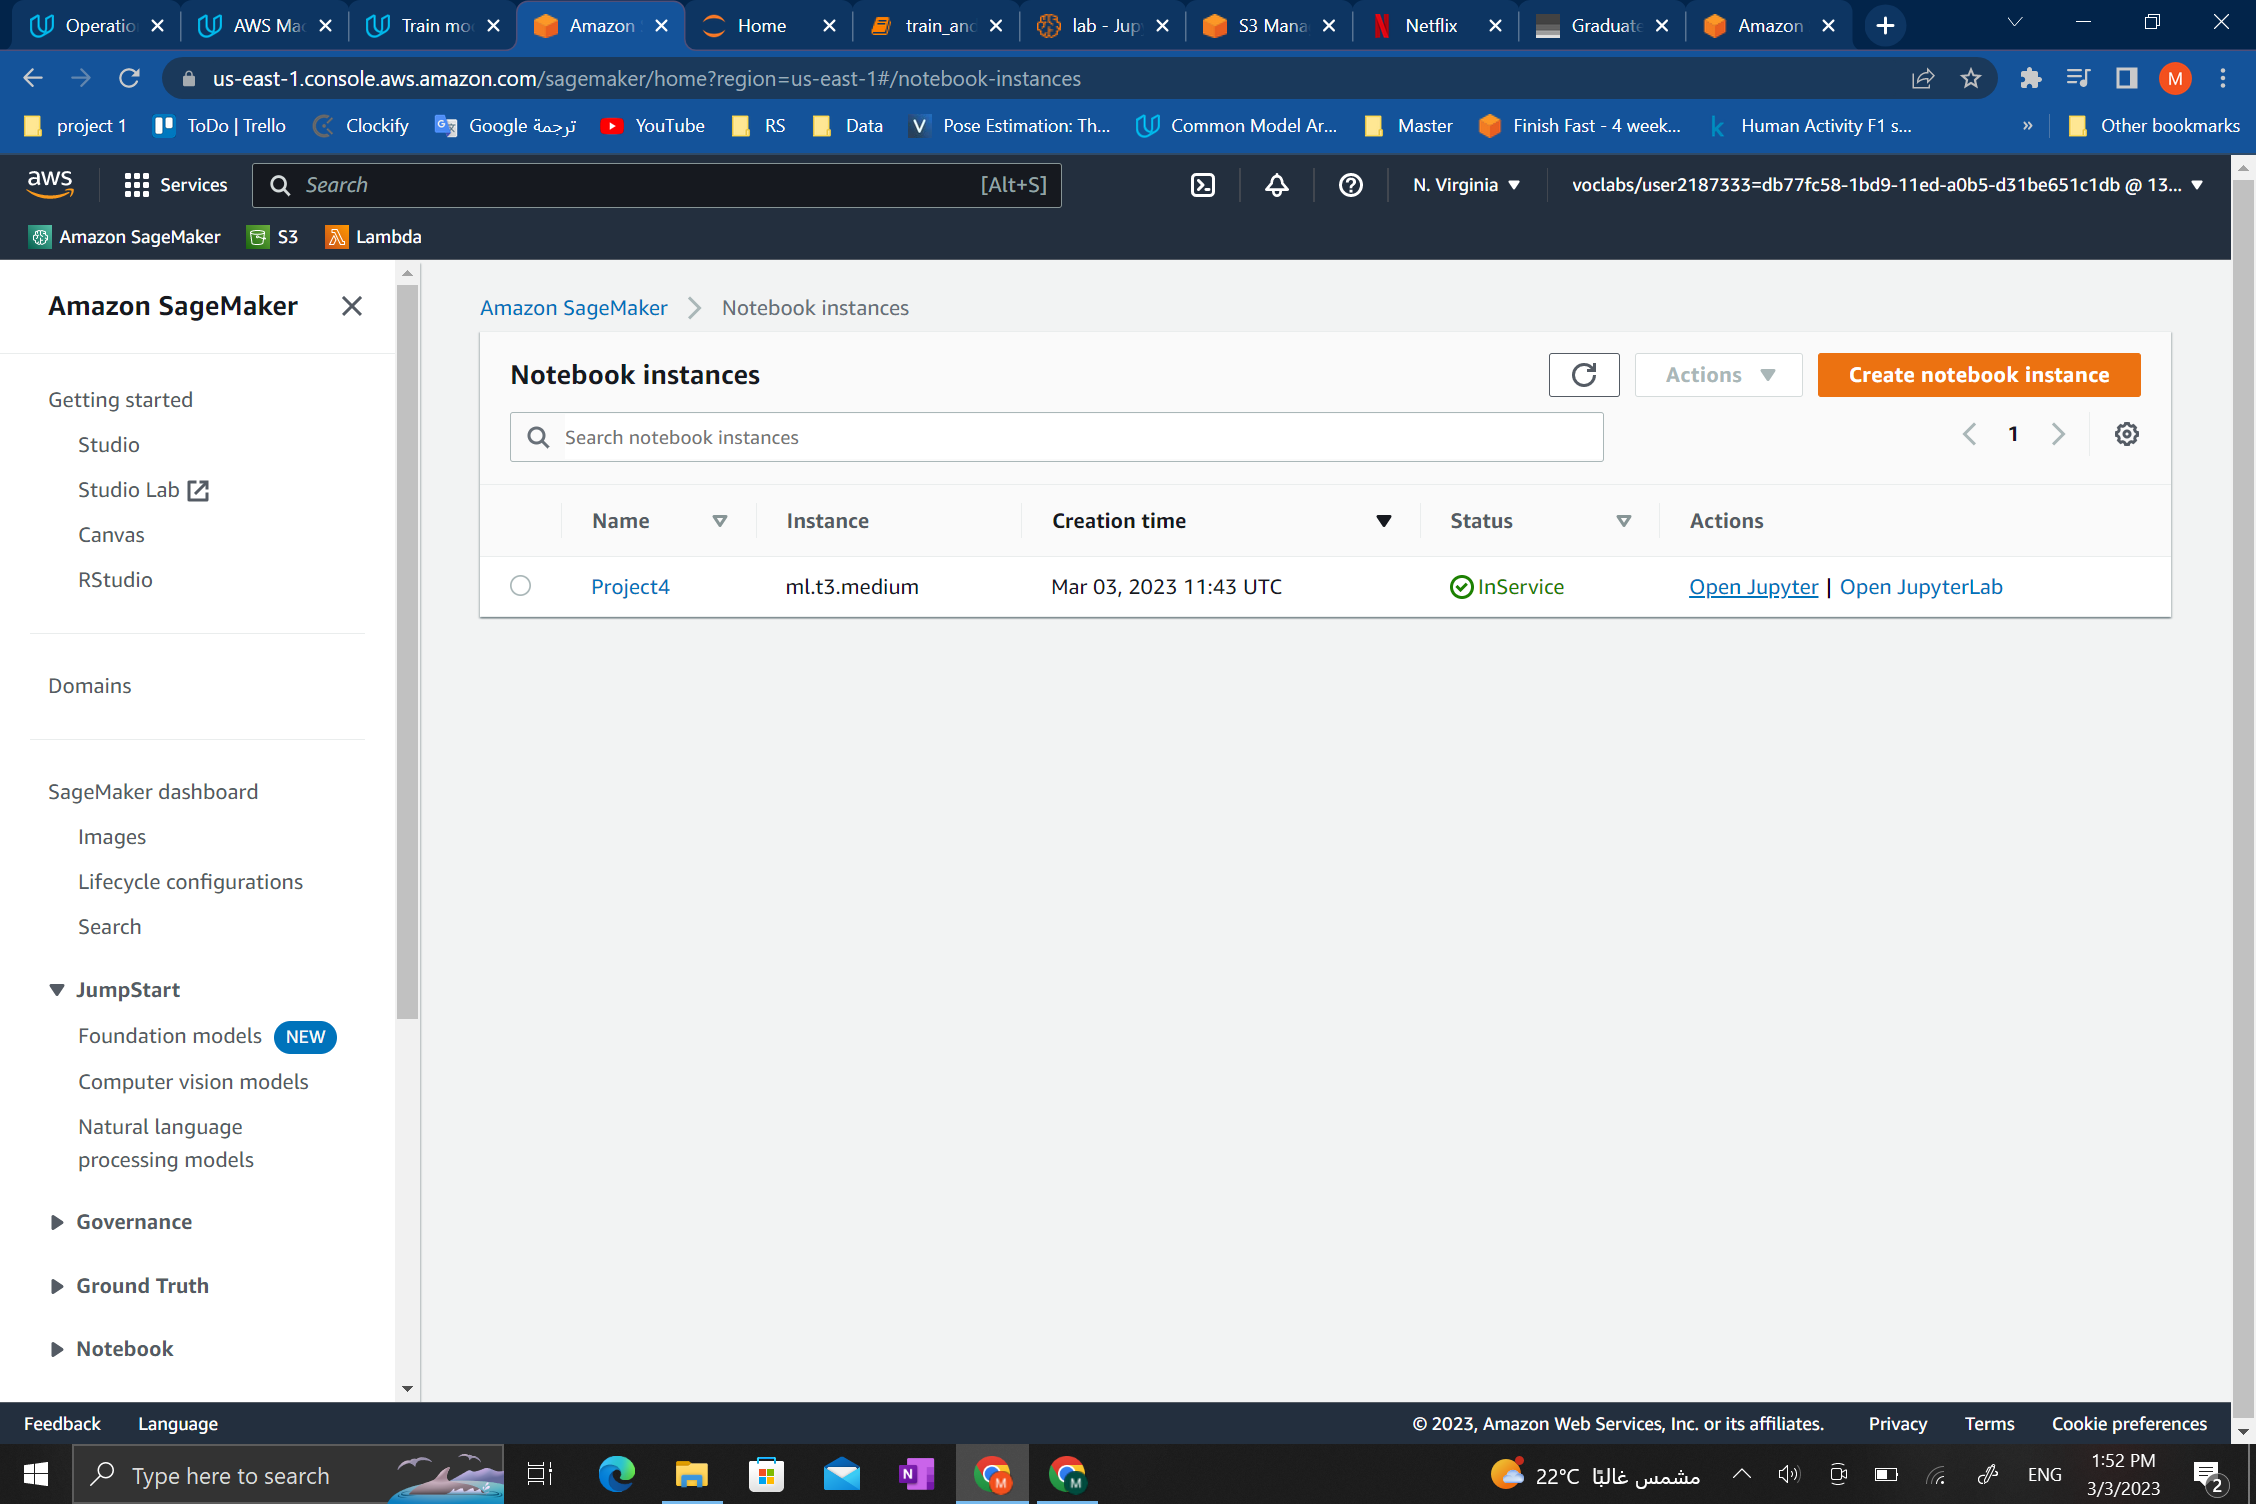 Operatio
AWS Mac
Train mo
Amazon S
Home
train_and
lab - Jup
S3 Mana
Netflix
Graduate
Amazon
us-east-1.console.aws.amazon.com/sagemaker/home?region=us-east-1#/notebook-instances
M
project 1
ToDo | Trello
Clockify
Google ترجمة
YouTube
RS
Data
Pose Estimation: Th...
Common Model Ar...
Master
Finish Fast - 4 week...
Human Activity F1 s...
»
Other bookmarks
aws
Services
Search
[Alt+S]
N. Virginia
voclabs/user2187333=db77fc58-1bd9-11ed-a0b5-d31be651c1db @ 13...
Amazon SageMaker
S3
Lambda
Amazon SageMaker
Getting started
Studio
Studio Lab
Canvas
RStudio
Domains
SageMaker dashboard
Images
Lifecycle configurations
Search
JumpStart
Foundation models NEW
Computer vision models
Natural language
processing models
Governance
Ground Truth
Notebook
Amazon SageMaker > Notebook instances
Notebook instances
Actions
Create notebook instance
Search notebook instances
1
Name Instance Creation time Status Actions
Project4 ml.t3.medium Mar 03, 2023 11:43 UTC InService Open Jupyter | Open JupyterLab
Feedback Language
© 2023, Amazon Web Services, Inc. or its affiliates. Privacy Terms Cookie preferences
Type here to search
22°C مشمس غالبًا
ENG
1:52 PM
3/3/2023
2